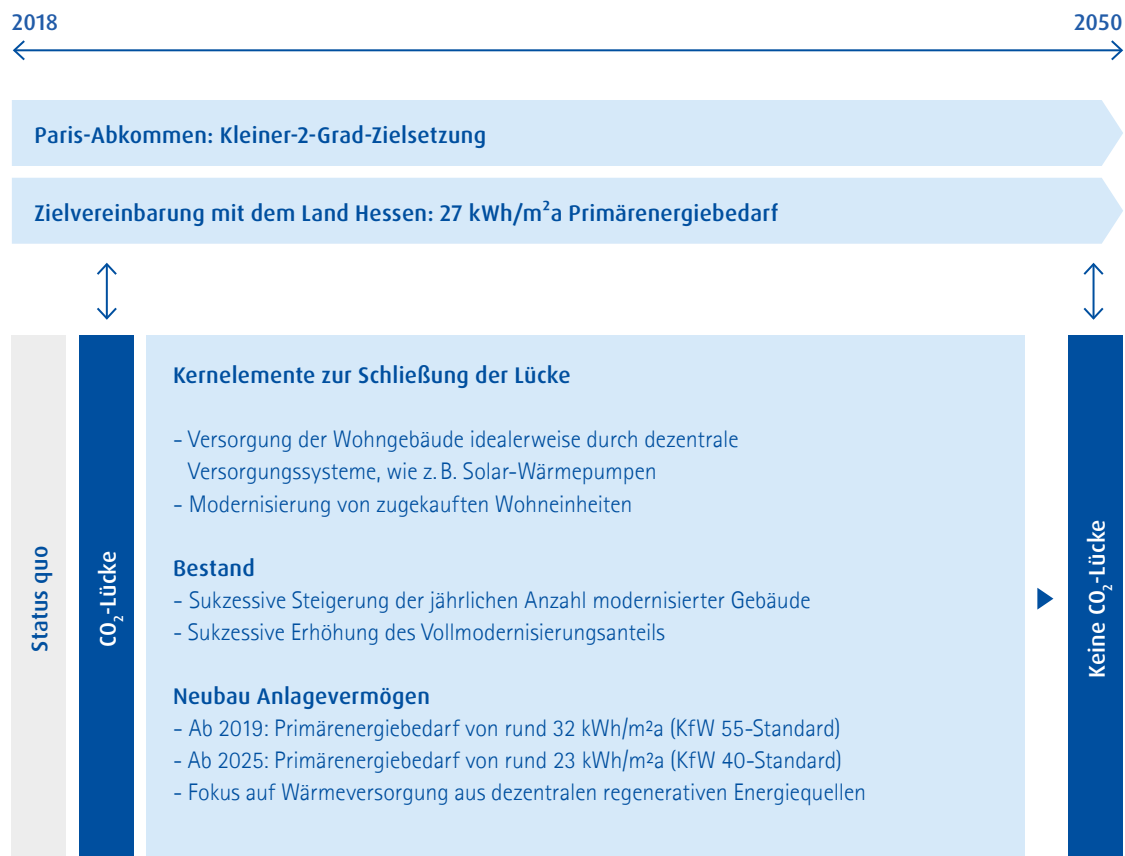 2018
2050
Paris-Abkommen: Kleiner-2-Grad-Zielsetzung
Zielvereinbarung mit dem Land Hessen: 27 kWh/m²a Primärenergiebedarf
Status quo
CO₂-Lücke
Kernelemente zur Schließung der Lücke
- Versorgung der Wohngebäude idealerweise durch dezentrale
Versorgungssysteme, wie z. B. Solar-Wärmepumpen
- Modernisierung von zugekauften Wohneinheiten
Bestand
- Sukzessive Steigerung der jährlichen Anzahl modernisierter Gebäude
- Sukzessive Erhöhung des Vollmodernisierungsanteils
Neubau Anlagevermögen
- Ab 2019: Primärenergiebedarf von rund 32 kWh/m²a (KfW 55-Standard)
- Ab 2025: Primärenergiebedarf von rund 23 kWh/m²a (KfW 40-Standard)
- Fokus auf Wärmeversorgung aus dezentralen regenerativen Energiequellen
Keine CO₂-Lücke